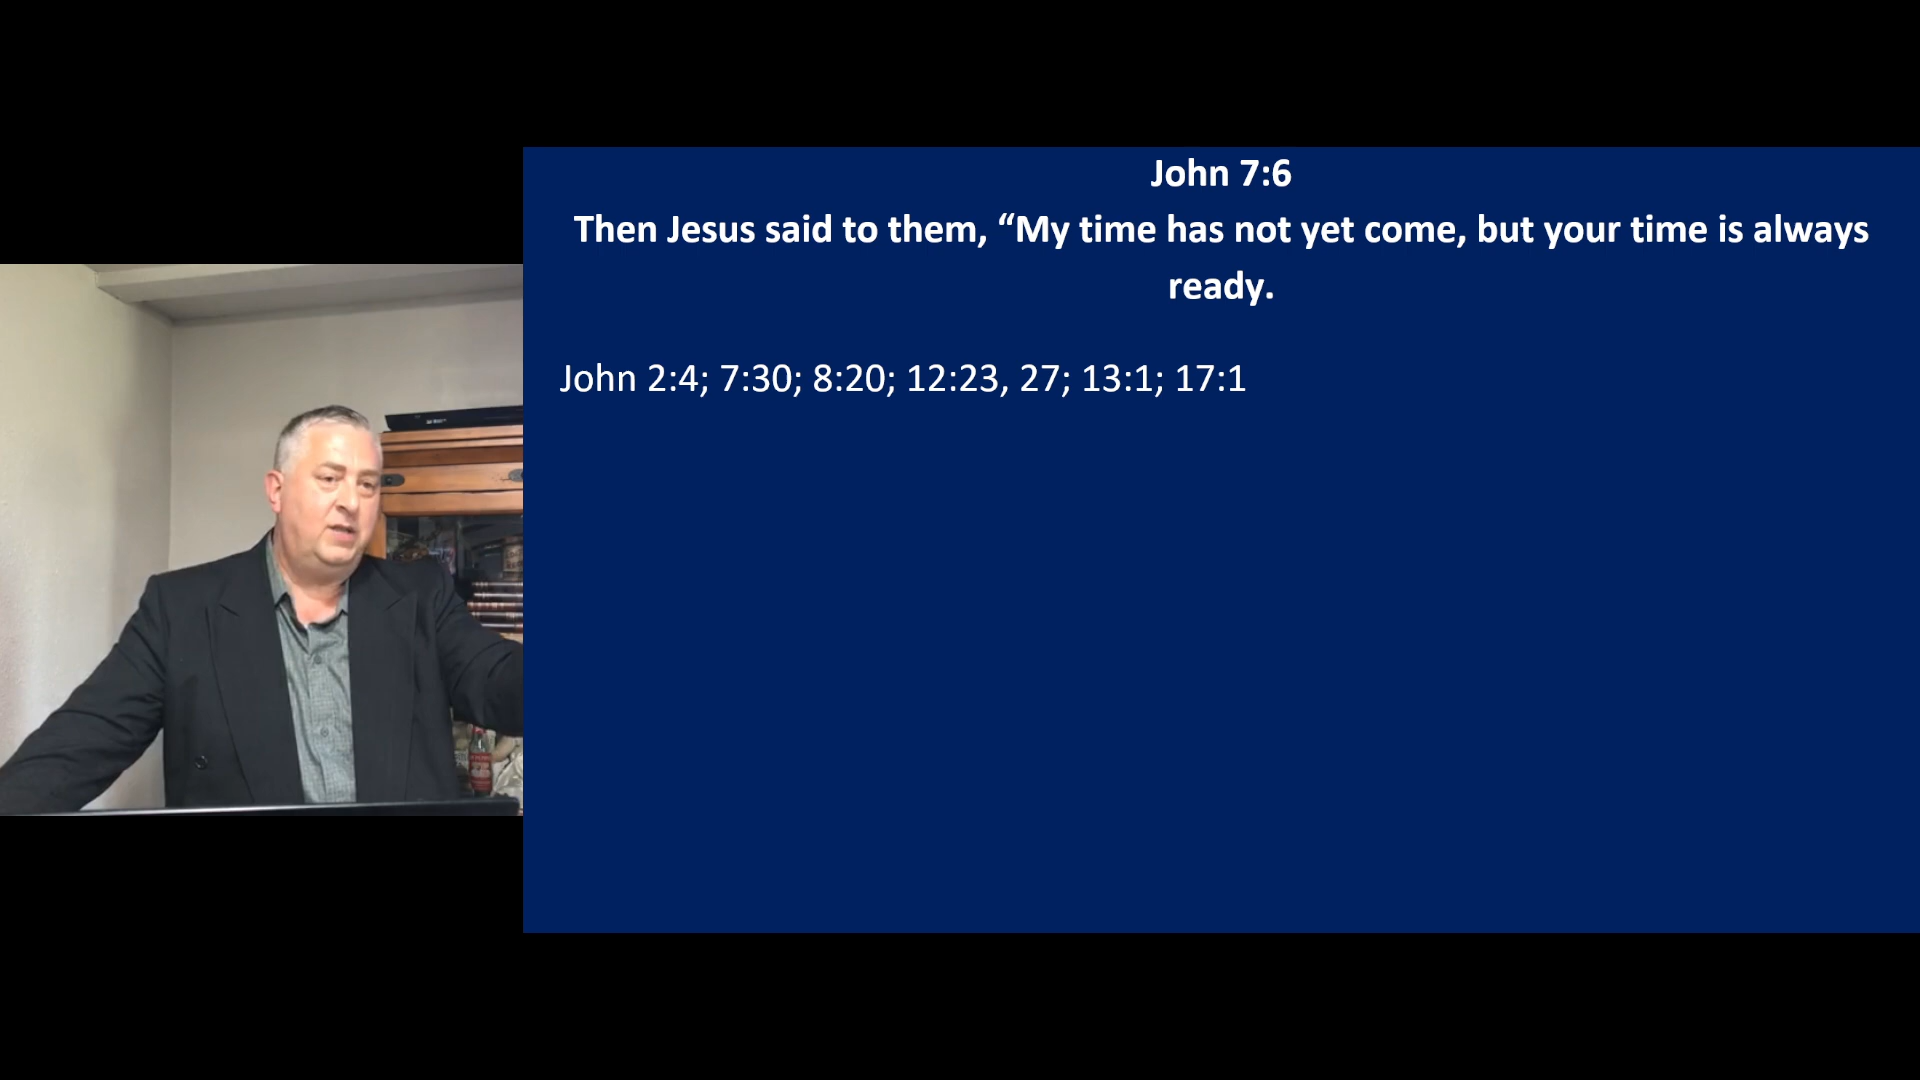 John 7:6
Then Jesus said to them, “My time has not yet come, but your time is always
ready.
John 2:4; 7:30; 8:20; 12:23, 27; 13:1; 17:1